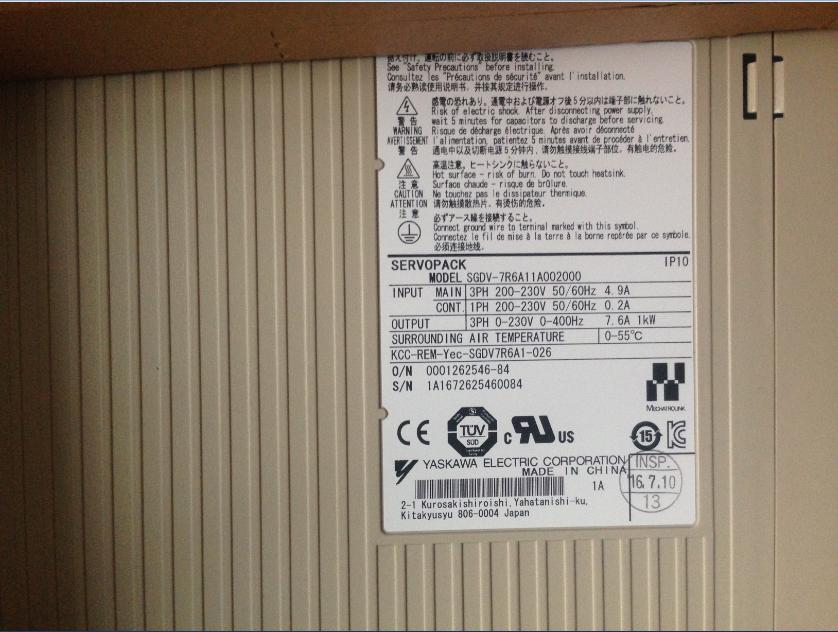 据え付け、運転の前に必ず取扱説明書を読むこと。
See "Safety Precautions" before installing.
Consultez les "Précautions de sécurité" avant l'installation.
请务必熟读使用说明书，并按其规定进行操作。
警 告
WARNING
AVERTISSEMENT
警 告
感電の恐れあり。通電中および電源オフ後5分以内は端子部に触れないこと。
Risk of electric shock. After disconnecting power supply,
wait 5 minutes for capacitors to discharge before servicing.
Risque de décharge électrique. Après avoir déconnecté
l'alimentation, patientez 5 minutes avant de procéder à l'entretien.
通电中以及切断电源5分钟内，请勿触摸接线端子部位，有触电的危险。
注 意
CAUTION
ATTENTION
注 意
高温注意。ヒートシンクに触らないこと。
Hot surface - risk of burn. Do not touch heatsink.
Surface chaude - risque de brûlure.
Ne touchez pas le dissipateur thermique.
请勿触摸散热片，有烫伤的危险。
必ずアース線を接続すること。
Connect ground wire to terminal marked with this symbol.
Connectez le fil de mise à la terre à la borne repérée par ce symbole.
必须连接地线.
SERVOPACK IP10
MODEL SGDV-7R6A11A002000
INPUT MAIN 3PH 200-230V 50/60Hz 4.9A
CONT. 1PH 200-230V 50/60Hz 0.2A
OUTPUT 3PH 0-230V 0-400Hz 7.6A 1kW
SURROUNDING AIR TEMPERATURE 0-55℃
KCC-REM-Yec-SGDV7R6A1-026
O/N 0001262546-84
S/N 1A1672625460084
MECHATROLINK
CE TÜV SÜD c RU US 15 KC
YASKAWA ELECTRIC CORPORATION
MADE IN CHINA
1A
INSP.
16.7.10
13
2-1 Kurosakishiroishi, Yahatanishi-ku,
Kitakyusyu 806-0004 Japan